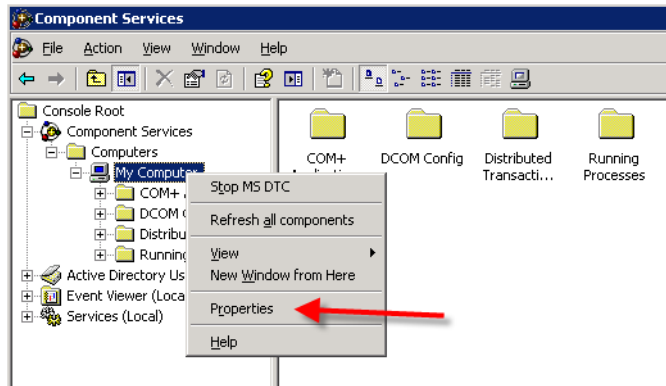 Component Services
File Action View Window Help
Console Root
Component Services
Computers
My Computer
COM+
DCOM
Distribu
Running
Active Directory Us
Event Viewer (Loca
Services (Local)
Stop MS DTC
Refresh all components
View
New Window from Here
Properties
Help
COM+
DCOM Config
Distributed
Transacti...
Running
Processes